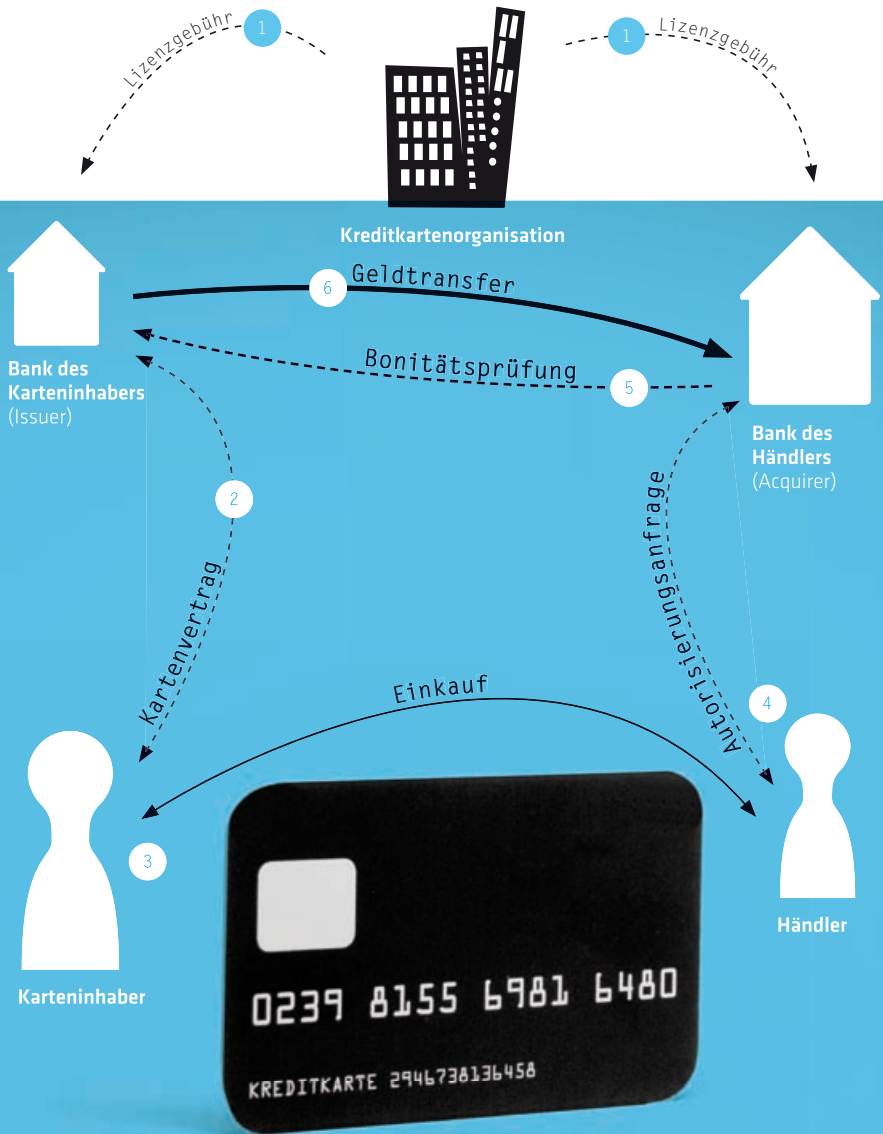 Lizenzgebühr
1
1
Lizenzgebühr
Kreditkartenorganisation
6
Geldtransfer
Bonitätsprüfung
5
Bank des
Karteninhabers
(Issuer)
Bank des
Händlers
(Acquirer)
2
Kartenvertrag
Autorisierungsanfrage
Einkauf
4
3
Händler
Karteninhaber
0239 8155 6981 6480
KREDITKARTE 2946738136458